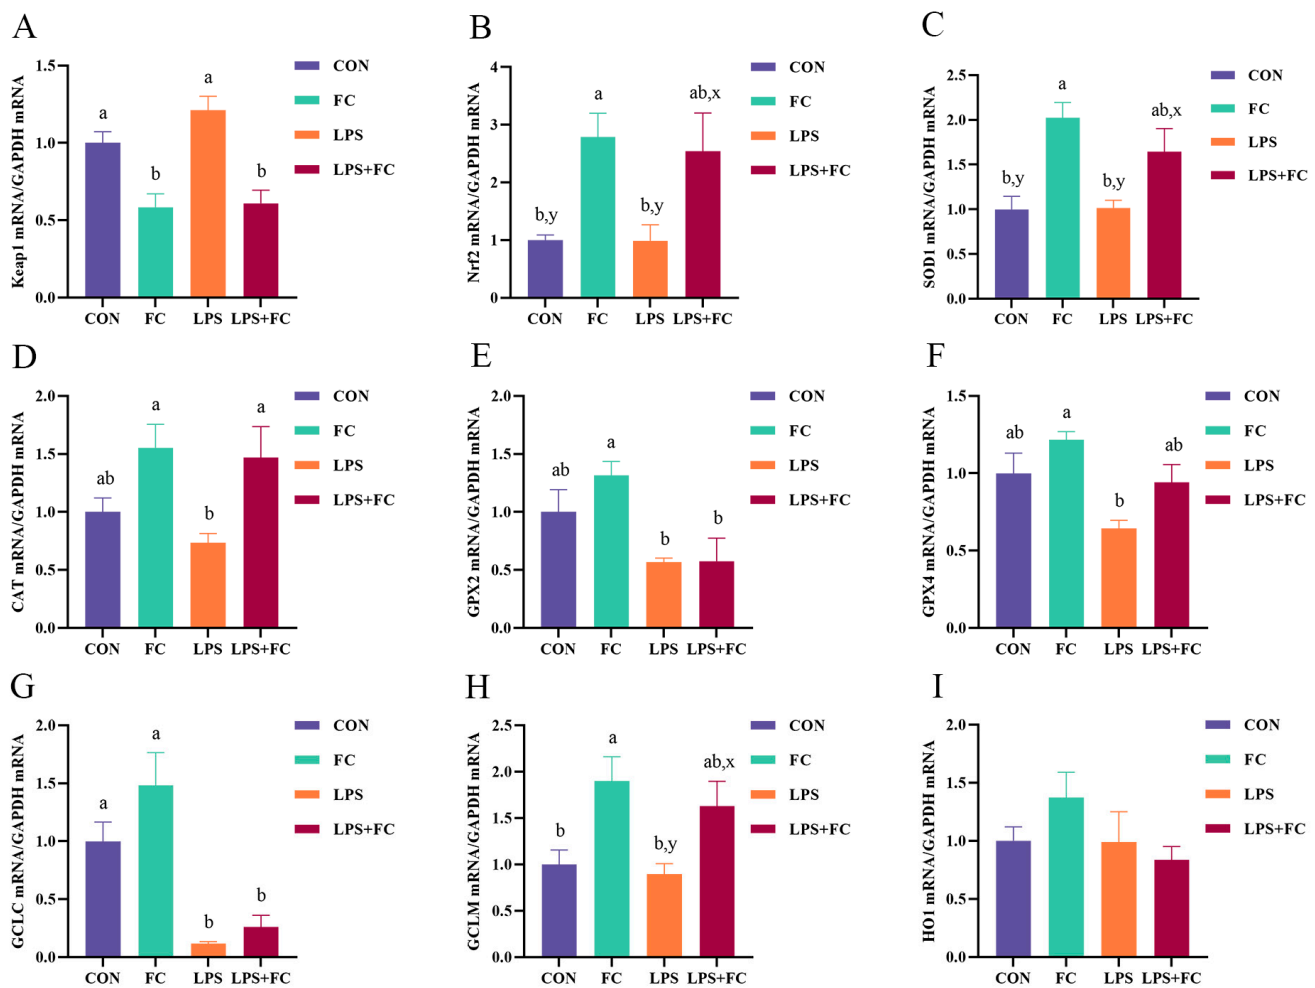 A
Keap1 mRNA/GAPDH mRNA
1.5
1.0
0.5
0.0
a
b
a
b
CON
FC
LPS
LPS+FC
CON
FC
LPS
LPS+FC
B
Nrf2 mRNA/GAPDH mRNA
4
3
2
1
0
b,y
a
b,y
ab,x
CON
FC
LPS
LPS+FC
CON
FC
LPS
LPS+FC
C
SOD1 mRNA/GAPDH mRNA
2.5
2.0
1.5
1.0
0.5
0.0
b,y
a
b,y
ab,x
CON
FC
LPS
LPS+FC
CON
FC
LPS
LPS+FC
D
CAT mRNA/GAPDH mRNA
2.0
1.5
1.0
0.5
0.0
ab
a
b
a
CON
FC
LPS
LPS+FC
CON
FC
LPS
LPS+FC
E
GPX2 mRNA/GAPDH mRNA
2.0
1.5
1.0
0.5
0.0
ab
a
b
b
CON
FC
LPS
LPS+FC
CON
FC
LPS
LPS+FC
F
GPX4 mRNA/GAPDH mRNA
1.5
1.0
0.5
0.0
ab
a
b
ab
CON
FC
LPS
LPS+FC
CON
FC
LPS
LPS+FC
G
GCLC mRNA/GAPDH mRNA
2.0
1.5
1.0
0.5
0.0
a
a
b
b
CON
FC
LPS
LPS+FC
CON
FC
LPS
LPS+FC
H
GCLM mRNA/GAPDH mRNA
2.5
2.0
1.5
1.0
0.5
0.0
b
a
b,y
ab,x
CON
FC
LPS
LPS+FC
CON
FC
LPS
LPS+FC
I
HO1 mRNA/GAPDH mRNA
2.0
1.5
1.0
0.5
0.0
CON
FC
LPS
LPS+FC
CON
FC
LPS
LPS+FC